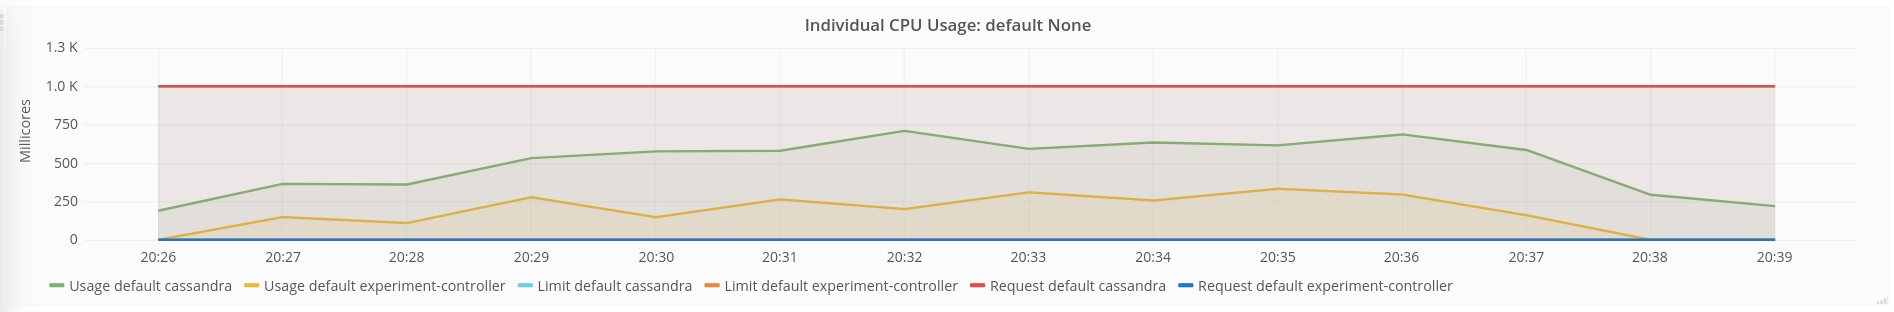 Individual CPU Usage: default None
Millicores
1.3 K
1.0 K
750
500
250
0
20:26 20:27 20:28 20:29 20:30 20:31 20:32 20:33 20:34 20:35 20:36 20:37 20:38 20:39
Usage default cassandra Usage default experiment-controller Limit default cassandra Limit default experiment-controller Request default cassandra Request default experiment-controller